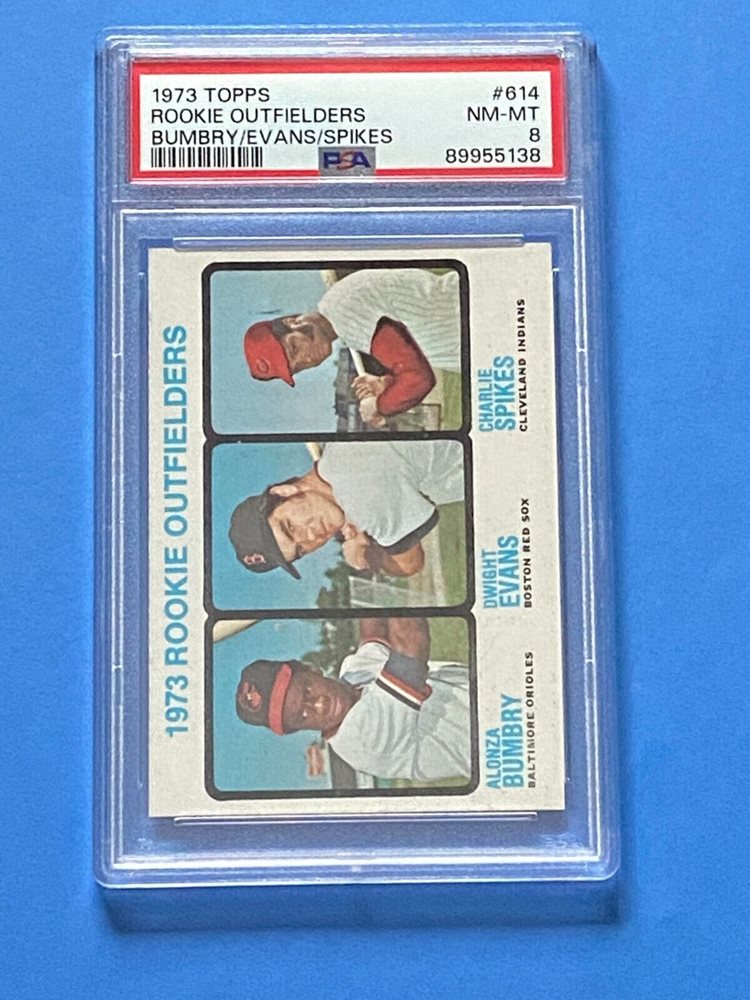 1973 TOPPS #614
ROOKIE OUTFIELDERS NM-MT
BUMBRY/EVANS/SPIKES 8
PSA 89955138
1973 ROOKIE OUTFIELDERS
ALONZA
BUMBRY
BALTIMORE ORIOLES
DWIGHT
EVANS
BOSTON RED SOX
CHARLIE
SPIKES
CLEVELAND INDIANS